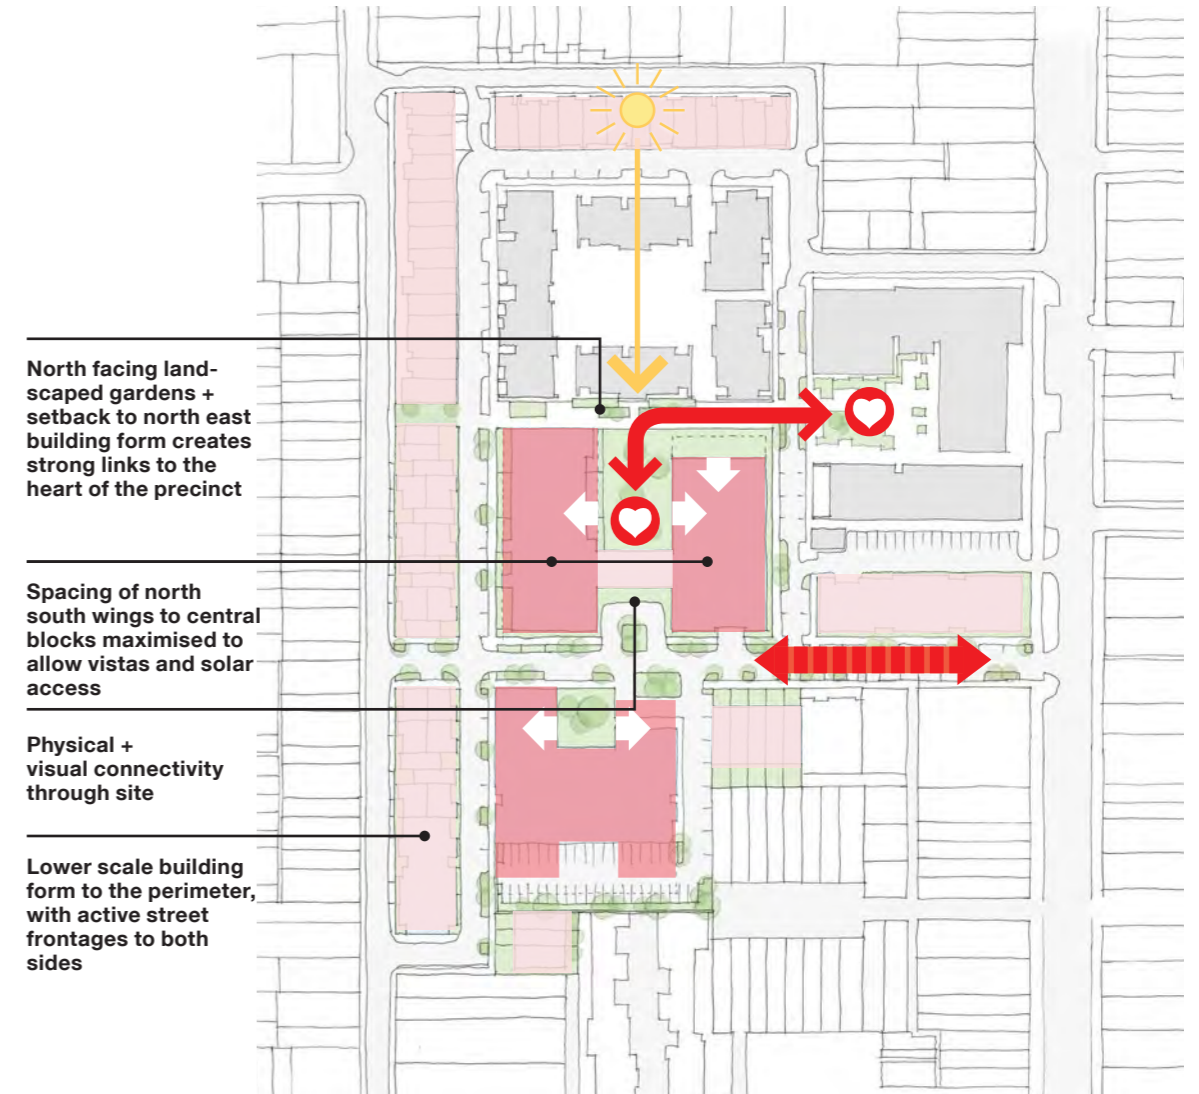 North facing land-
scaped gardens +
setback to north east
building form creates
strong links to the
heart of the precinct
Spacing of north
south wings to central
blocks maximised to
allow vistas and solar
access
Physical +
visual connectivity
through site
Lower scale building
form to the perimeter,
with active street
frontages to both
sides